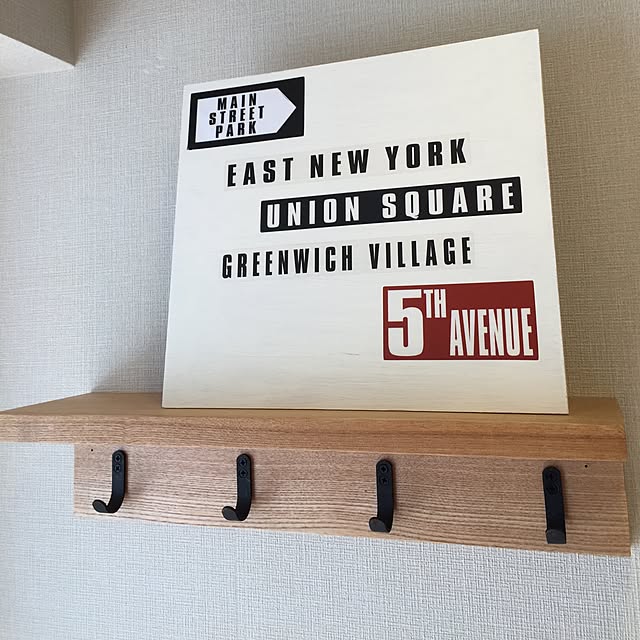 MAIN
STREET
PARK
EAST NEW YORK
UNION SQUARE
GREENWICH VILLAGE
5TH AVENUE